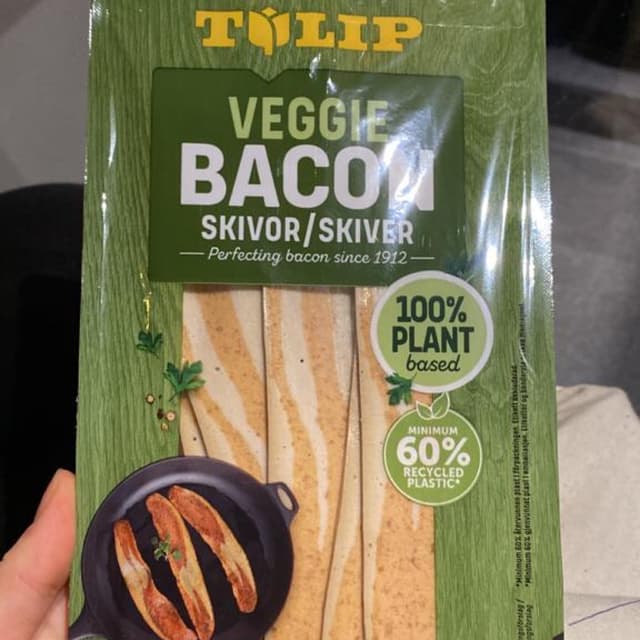 TULIP
VEGGIE
BACON
SKIVOR/SKIVER
Perfecting bacon since 1912
100%
PLANT
based
MINIMUM
60%
RECYCLED
PLASTIC*